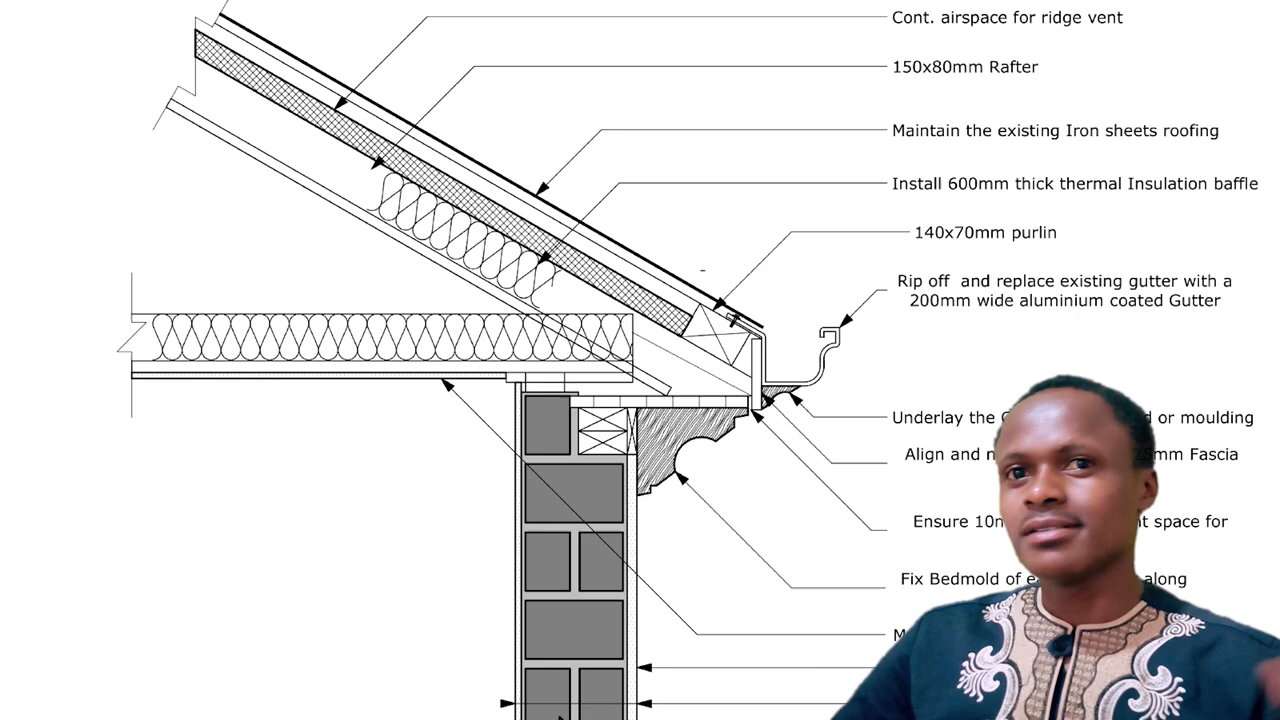 Cont. airspace for ridge vent
150x80mm Rafter
Maintain the existing Iron sheets roofing
Install 600mm thick thermal Insulation baffle
140x70mm purlin
Rip off and replace existing gutter with a
200mm wide aluminium coated Gutter
Underlay the or moulding
Align and Fascia
Ensure space for
Fix Bedmold of along